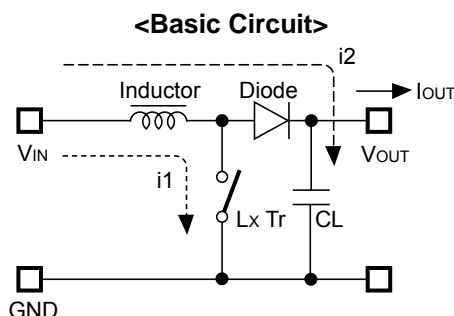 <Basic Circuit>
i2
Inductor
Diode
IOUT
VIN
VOUT
i1
Lx Tr
CL
GND